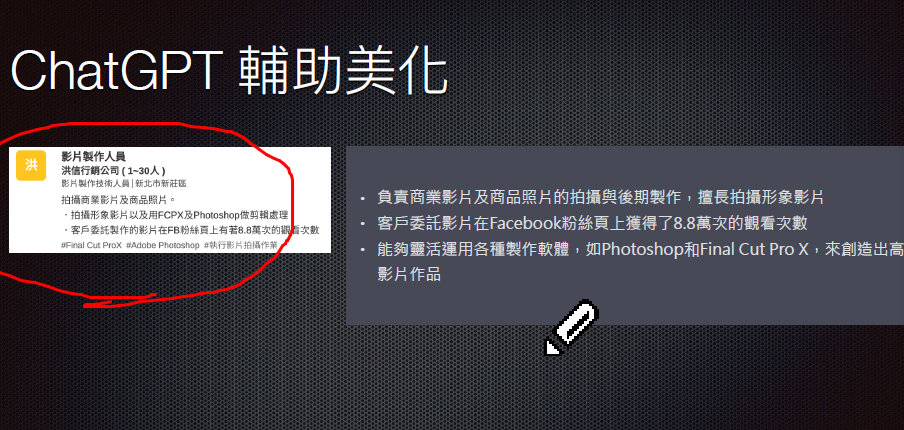 ChatGPT 輔助美化
洪
影片製作人員
洪信行銷公司 ( 1~30人 )
影片製作技術人員│新北市新莊區
拍攝商業影片及商品照片。
・拍攝形象影片以及用FCPX及Photoshop做剪輯處理
・客戶委託製作的影片在FB粉絲頁上有著8.8萬次的觀看次數
#Final Cut ProX #Adobe Photoshop #執行影片拍攝作業
• 負責商業影片及商品照片的拍攝與後期製作，擅長拍攝形象影片
• 客戶委託影片在Facebook粉絲頁上獲得了8.8萬次的觀看次數
• 能夠靈活運用各種製作軟體，如Photoshop和Final Cut Pro X，來創造出高
影片作品